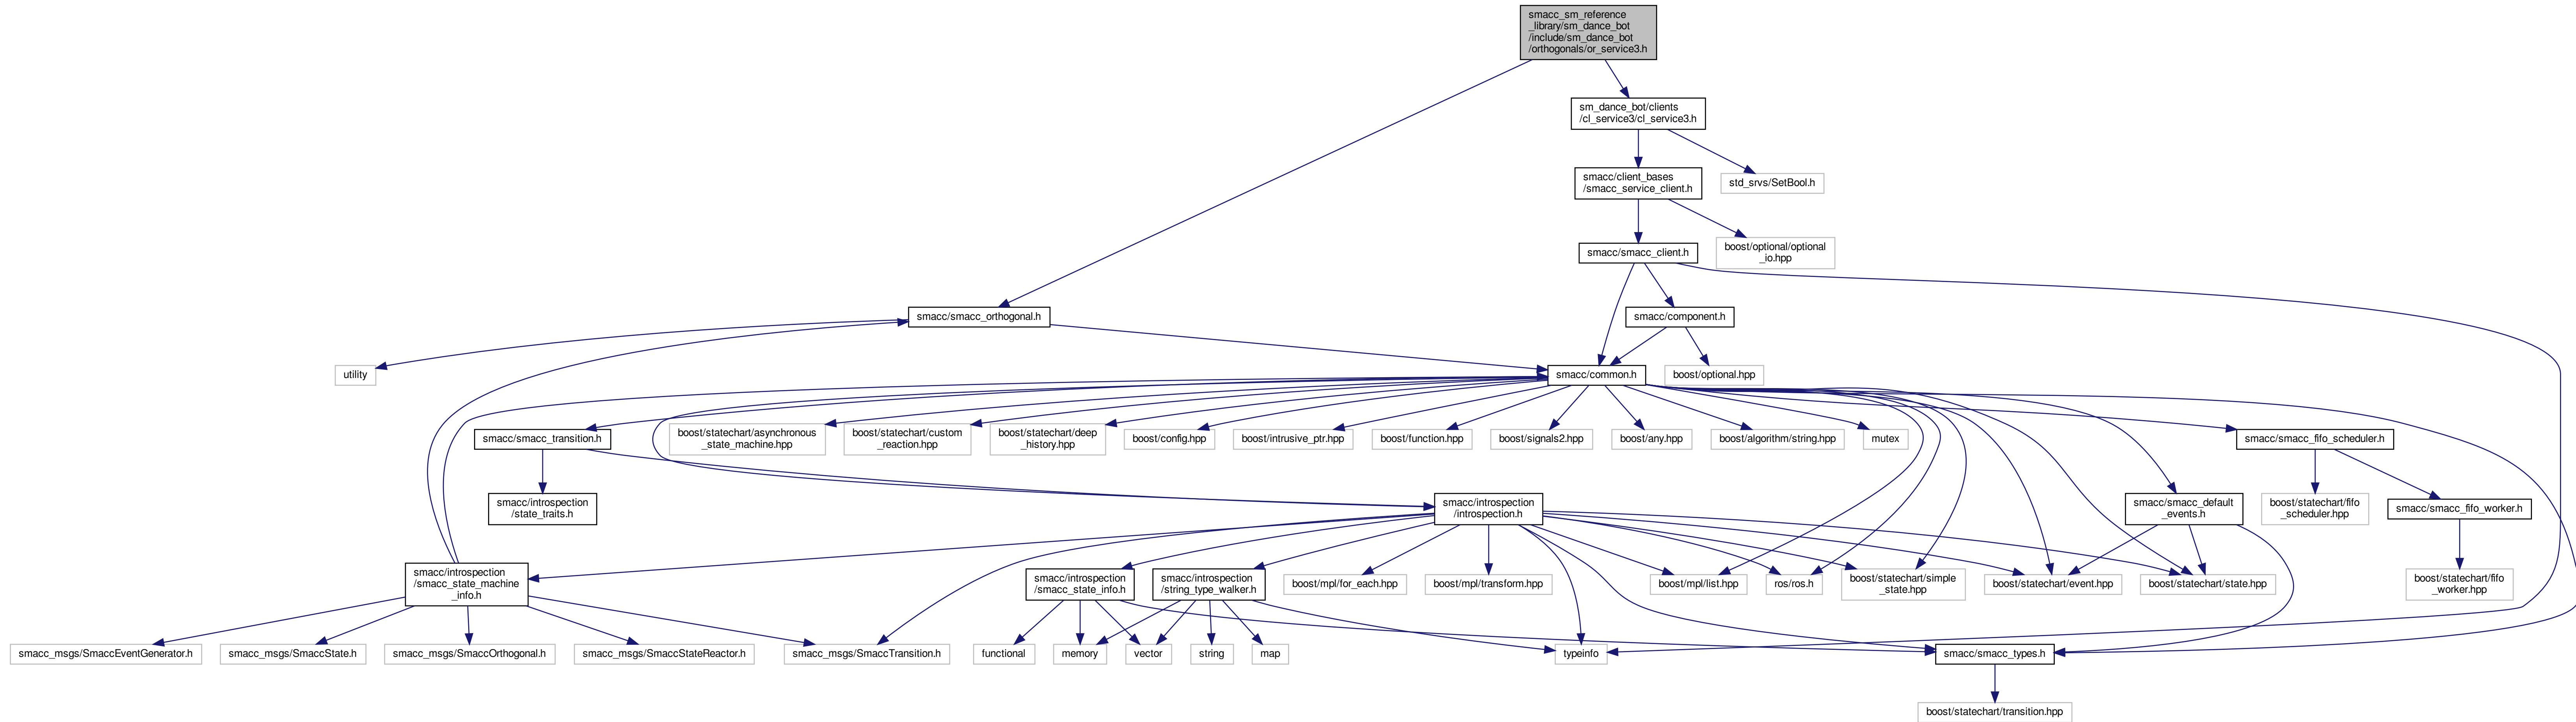 smacc_sm_reference
_library/sm_dance_bot
/include/sm_dance_bot
/orthogonals/or_service3.h
sm_dance_bot/clients
/cl_service3/cl_service3.h
smacc/client_bases
/smacc_service_client.h
std_srvs/SetBool.h
smacc/smacc_client.h
boost/optional/optional
_io.hpp
smacc/smacc_orthogonal.h
smacc/component.h
utility
smacc/common.h
boost/optional.hpp
smacc/smacc_transition.h
boost/statechart/asynchronous
_state_machine.hpp
boost/statechart/custom
_reaction.hpp
boost/statechart/deep
_history.hpp
boost/config.hpp
boost/intrusive_ptr.hpp
boost/function.hpp
boost/signals2.hpp
boost/any.hpp
boost/algorithm/string.hpp
mutex
smacc/smacc_fifo_scheduler.h
smacc/introspection
/state_traits.h
smacc/introspection
/introspection.h
smacc/smacc_default
_events.h
boost/statechart/fifo
_scheduler.hpp
smacc/smacc_fifo_worker.h
smacc/introspection
/smacc_state_machine
_info.h
smacc/introspection
/smacc_state_info.h
smacc/introspection
/string_type_walker.h
boost/mpl/for_each.hpp
boost/mpl/transform.hpp
boost/mpl/list.hpp
ros/ros.h
boost/statechart/simple
_state.hpp
boost/statechart/event.hpp
boost/statechart/state.hpp
boost/statechart/fifo
_worker.hpp
smacc_msgs/SmaccEventGenerator.h
smacc_msgs/SmaccState.h
smacc_msgs/SmaccOrthogonal.h
smacc_msgs/SmaccStateReactor.h
smacc_msgs/SmaccTransition.h
functional
memory
vector
string
map
typeinfo
smacc/smacc_types.h
boost/statechart/transition.hpp